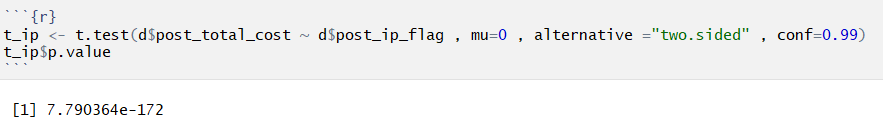 ```{r}
t_ip <- t.test(d$post_total_cost ~ d$post_ip_flag , mu=0 , alternative ="two.sided" , conf=0.99)
t_ip$p.value
```
[1] 7.790364e-172